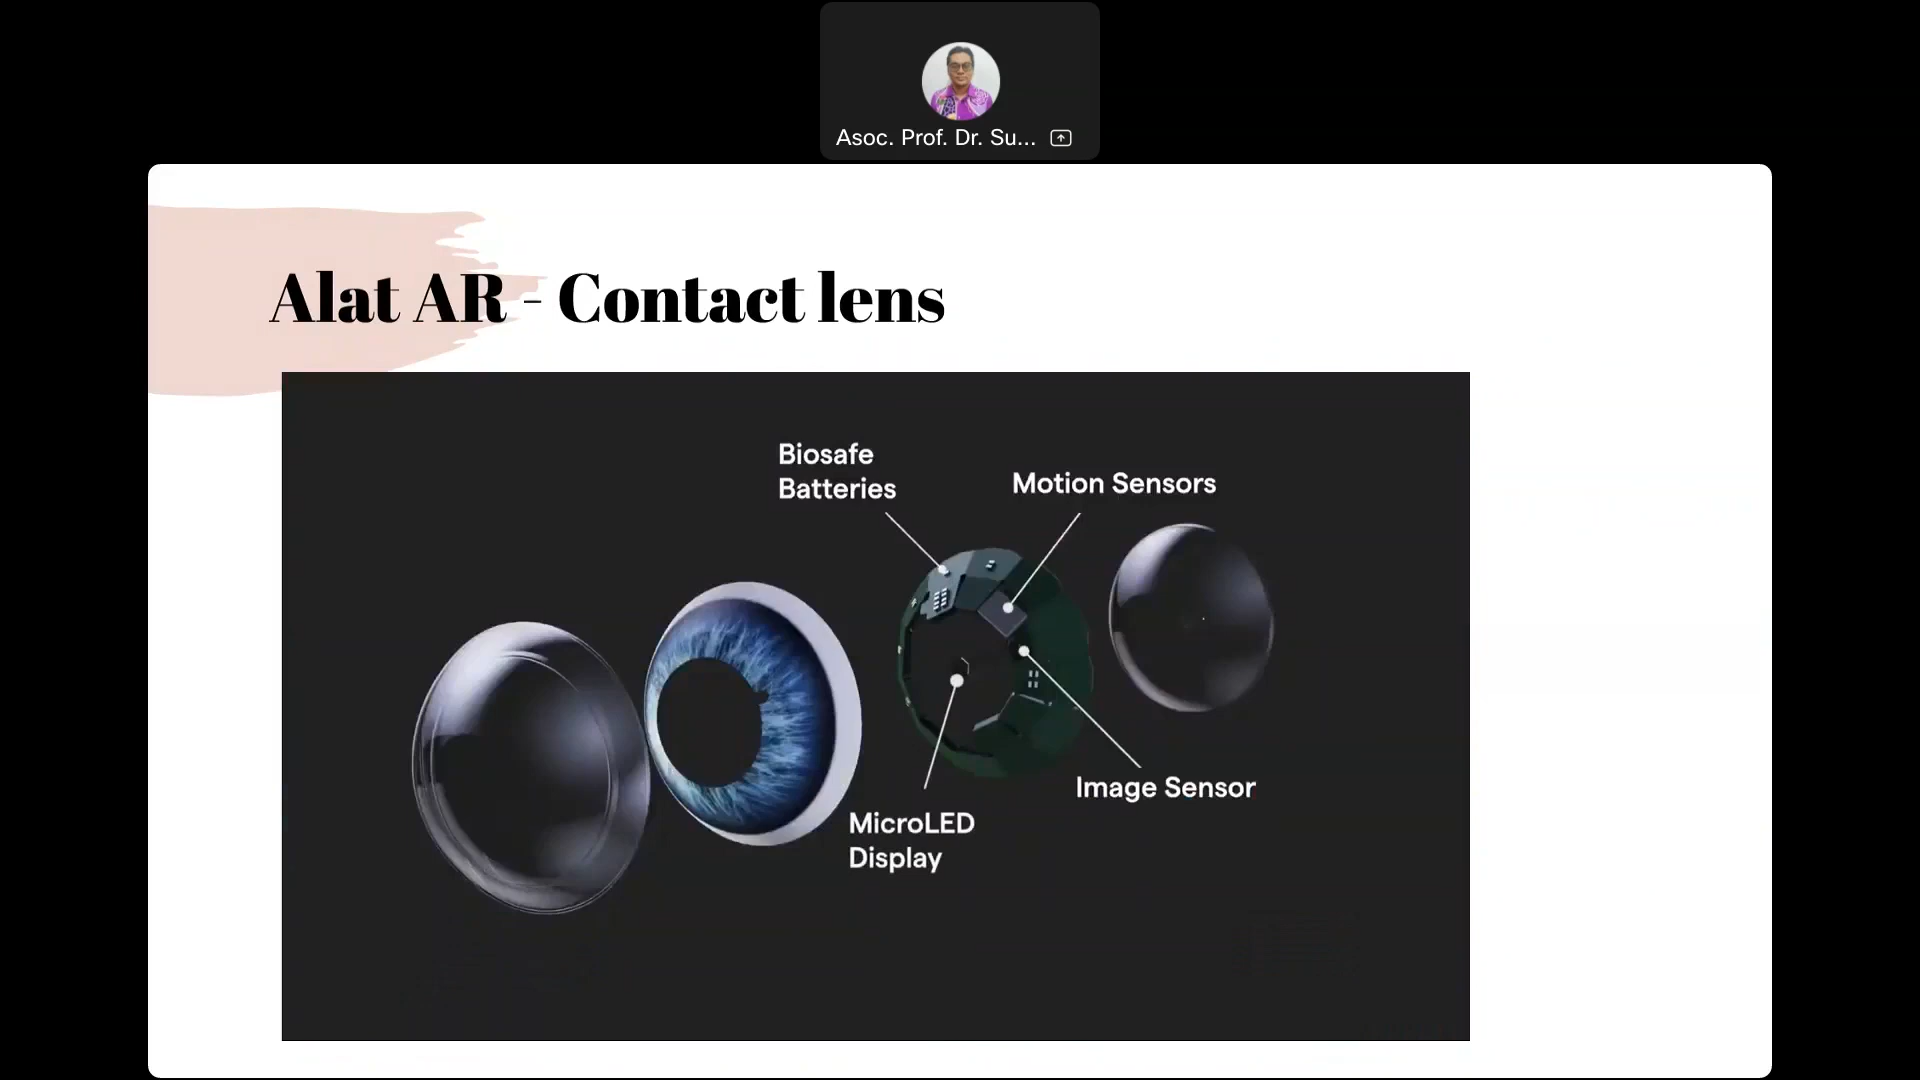 Asoc. Prof. Dr. Su...
Alat AR - Contact lens
Biosafe
Batteries
Motion Sensors
Image Sensor
MicroLED
Display